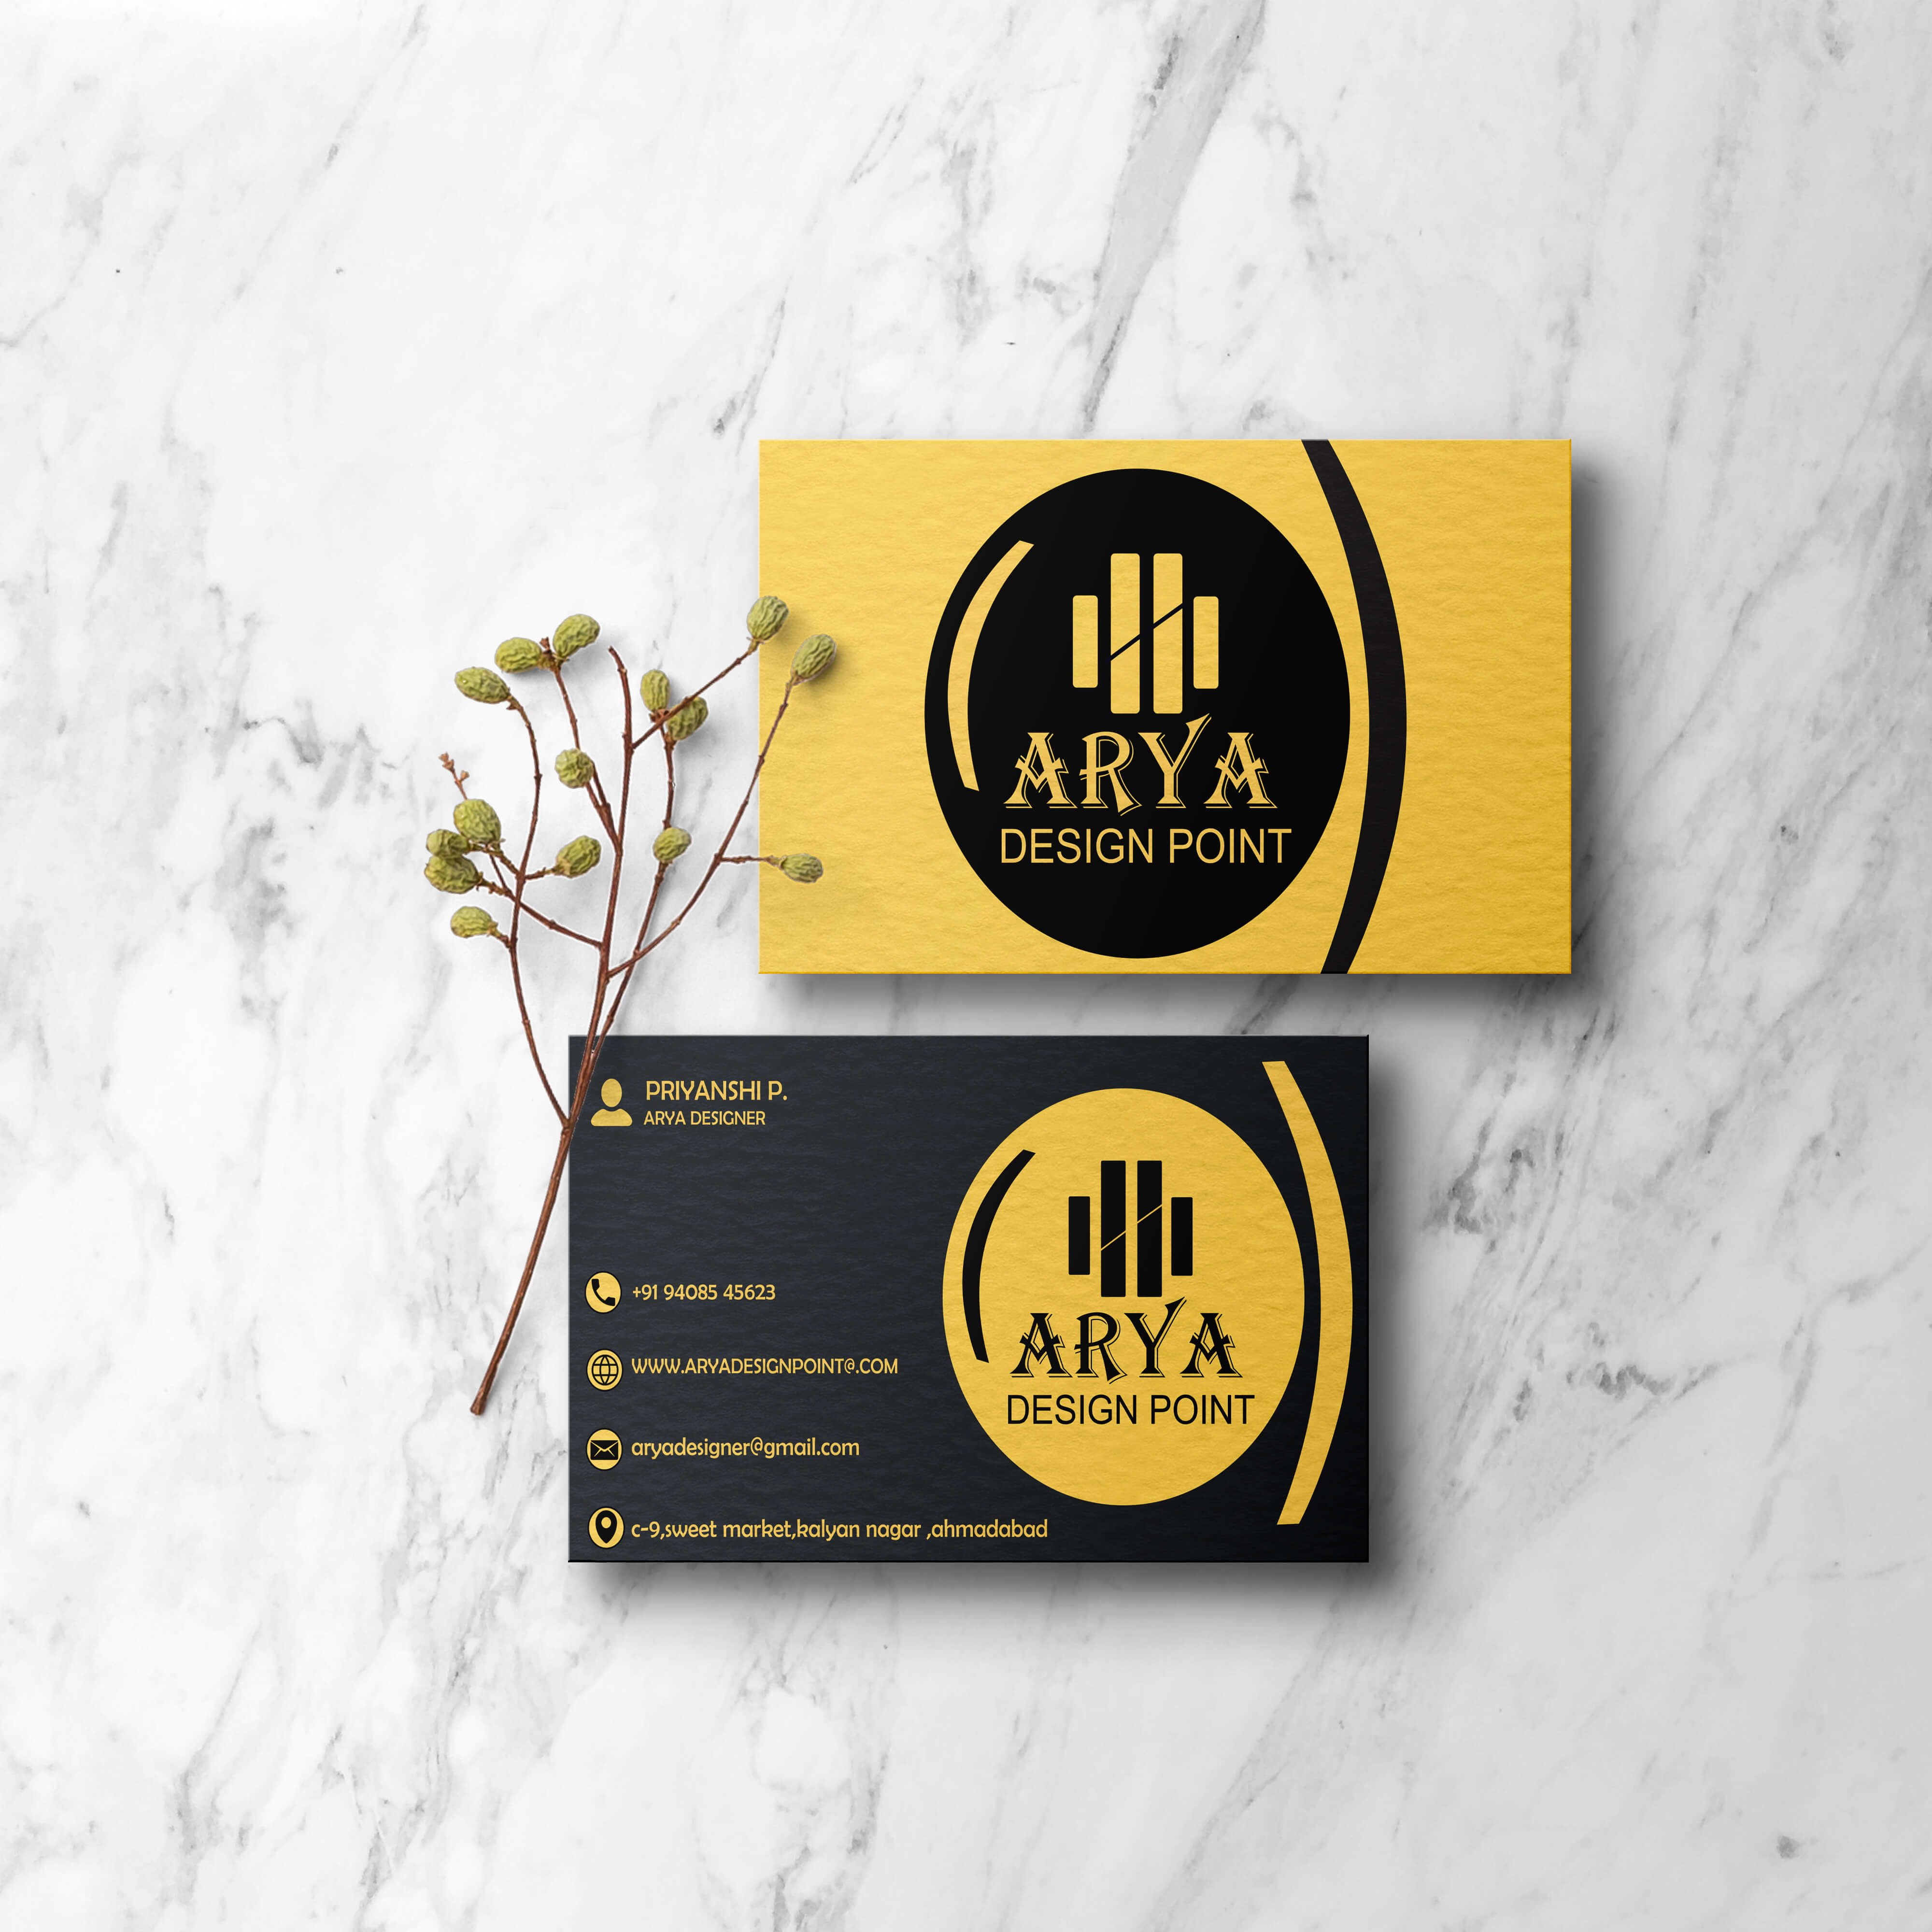 ARYA
DESIGN POINT
PRIYANSHI P.
ARYA DESIGNER
+91 94085 45623
WWW.ARYADESIGNPOINT@.COM
aryadesigner@gmail.com
c-9,sweet market,kalyan nagar ,ahmadabad
ARYA
DESIGN POINT